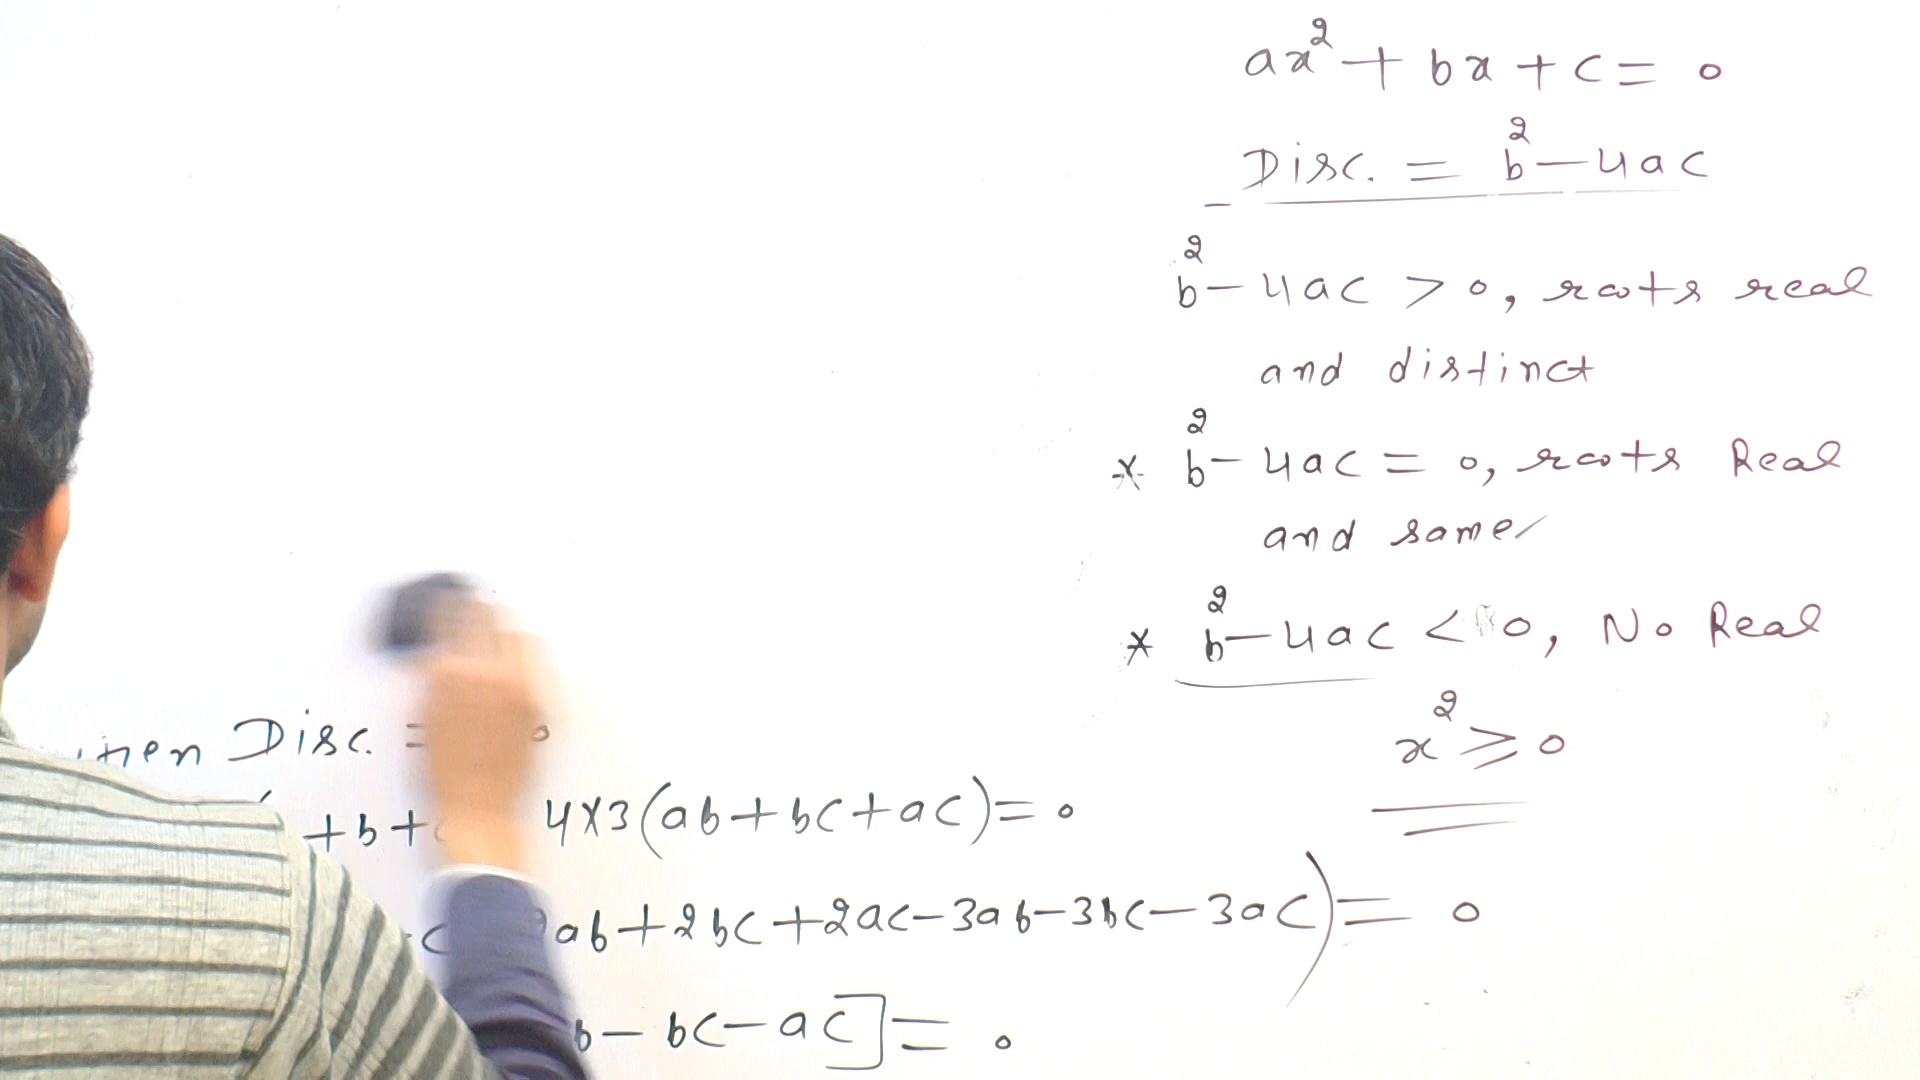 ax² + bx + c = 0
Disc. = b² - 4ac
b² - 4ac > 0, roots real
and distinct
* b² - 4ac = 0, roots Real
and same
* b² - 4ac < 0, No Real
x² ≥ 0
Disc. = 0
+b+ 4x3(ab+bc+ac)=0
ab+2bc+2ac-3ab-3bc-3ac)= 0
b-bc-ac]= 0